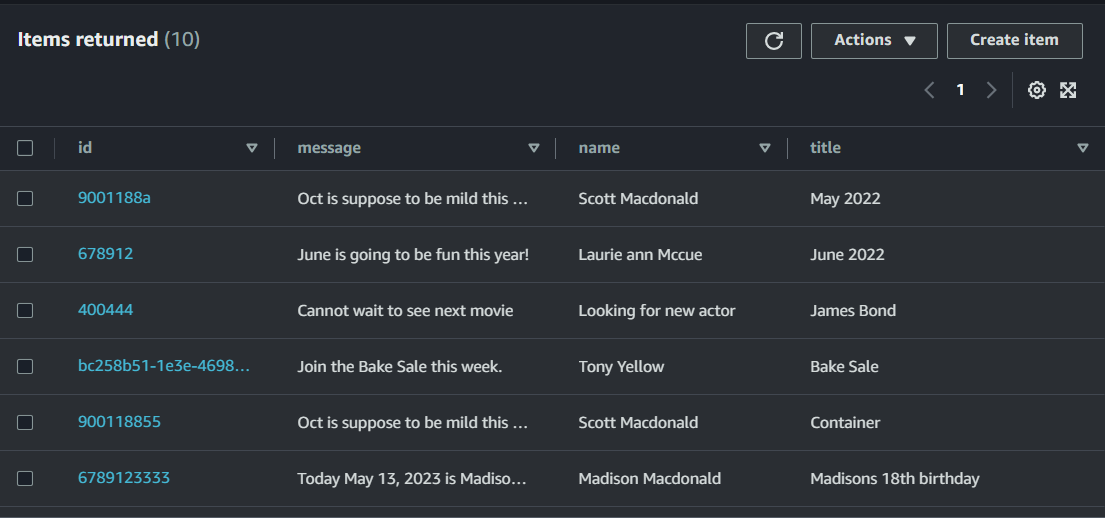 Items returned (10)
Actions
Create item
1
id message name title
9001188a Oct is suppose to be mild this … Scott Macdonald May 2022
678912 June is going to be fun this year! Laurie ann Mccue June 2022
400444 Cannot wait to see next movie Looking for new actor James Bond
bc258b51-1e3e-4698… Join the Bake Sale this week. Tony Yellow Bake Sale
900118855 Oct is suppose to be mild this … Scott Macdonald Container
6789123333 Today May 13, 2023 is Madiso… Madison Macdonald Madisons 18th birthday